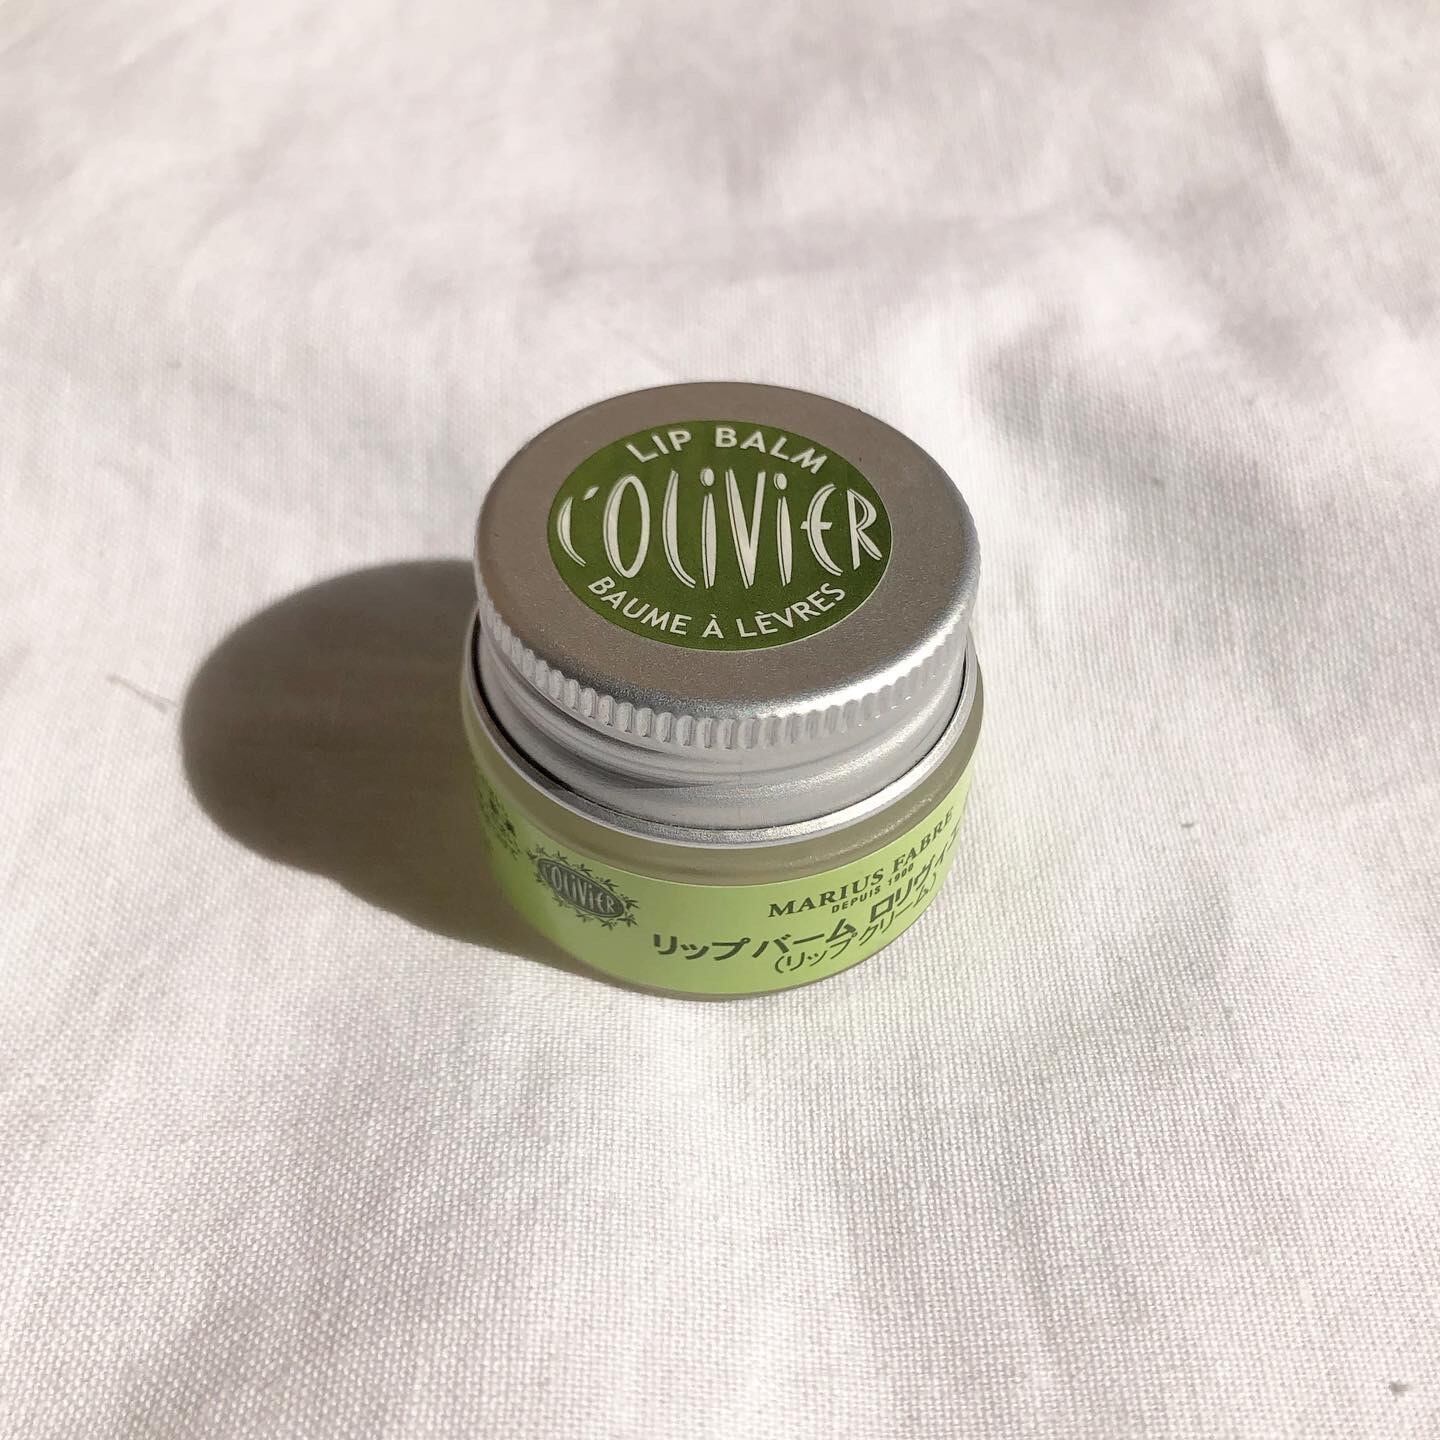 LIP BALM
L'OLIVIER
BAUME À LÈVRES
L'OLIVIER
MARIUS FABRE
DEPUIS 1900
リップ バーム ロリヴィエ
(リップクリーム)